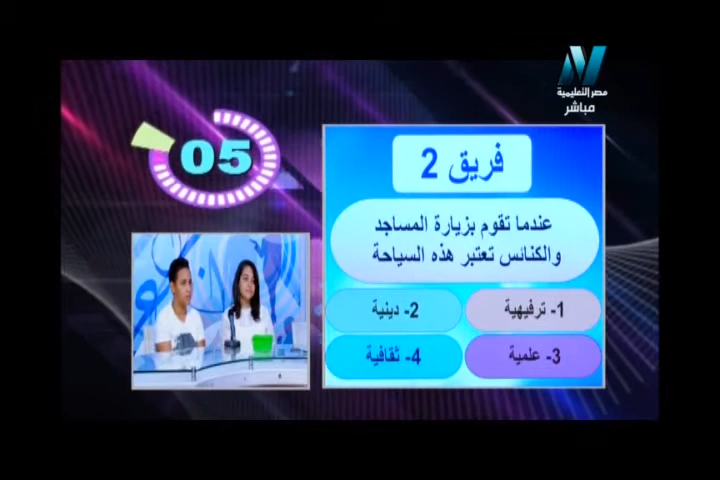 مصر التعليمية
مباشر
05
فريق 2
عندما تقوم بزيارة المساجد
والكنائس تعتبر هذه السياحة
1- ترفيهية
2- دينية
3- علمية
4- ثقافية